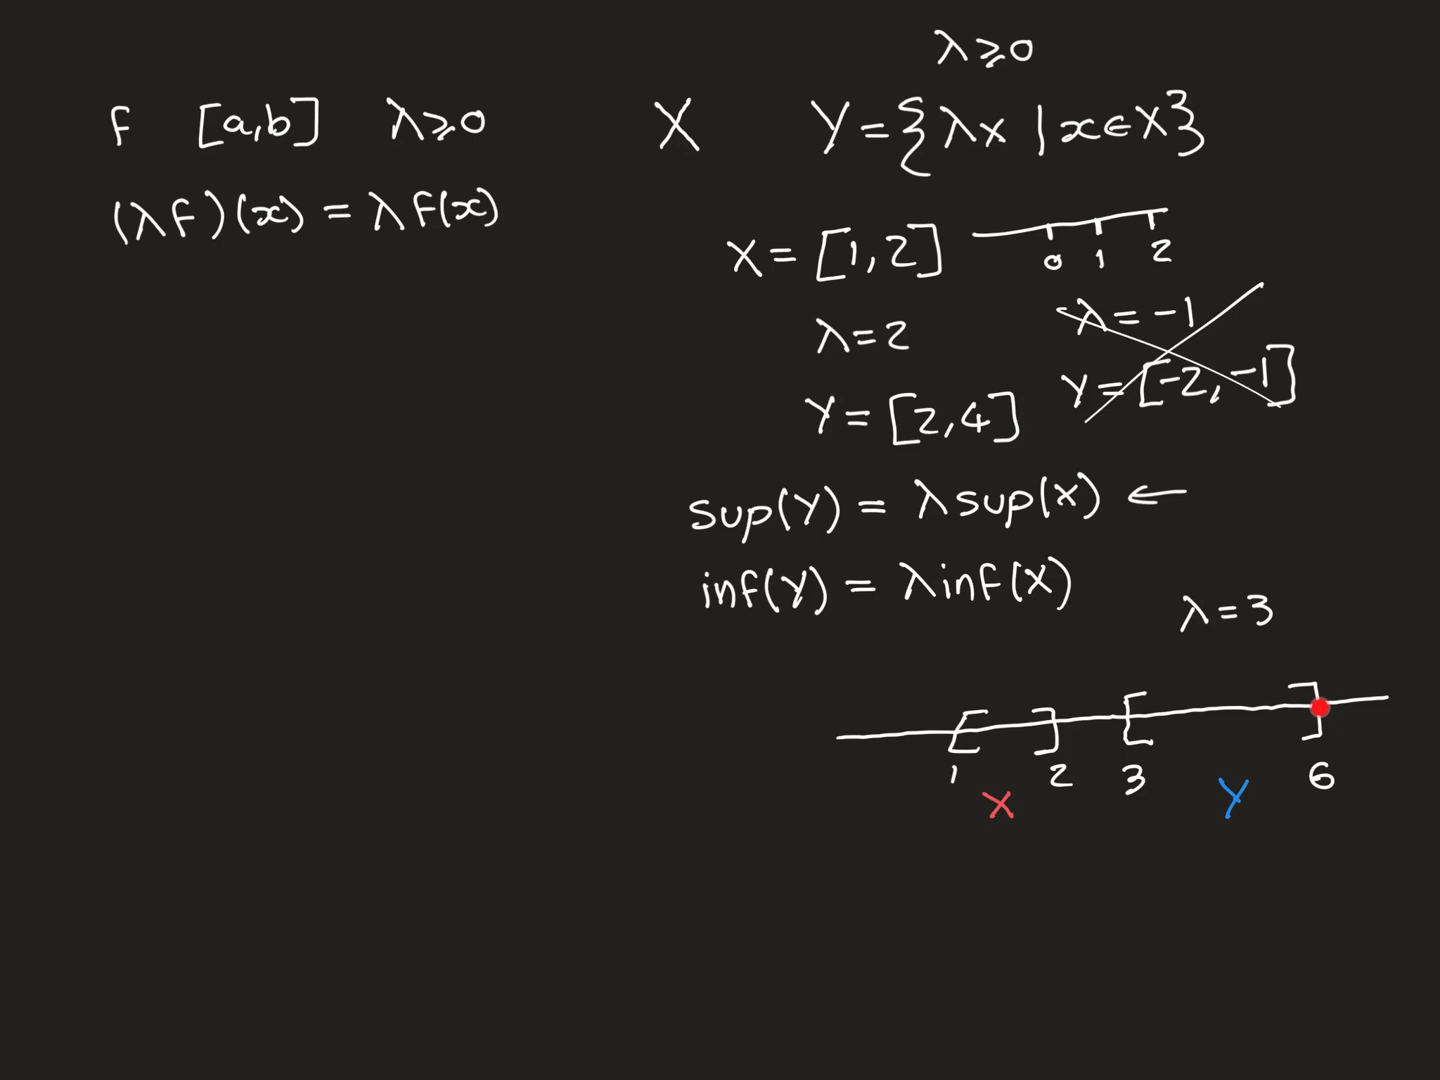 λ≥0
f [a,b] λ≥0
(λf)(x) = λf(x)
X Y={λx | x∈X}
X= [1,2]
0 1 2
λ=2
Y= [2,4]
λ=-1
Y=[-2,-1]
sup(Y) = λsup(X) ←
inf(Y) = λinf(X)
λ=3
[ ] [ ]
1 2 3 6
X Y